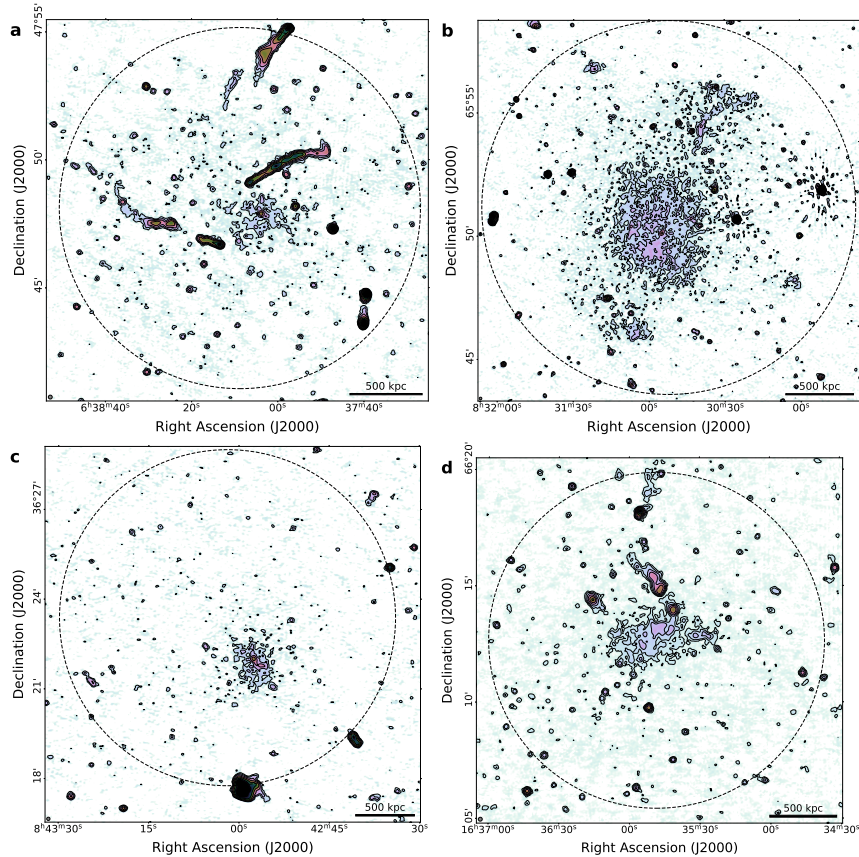 a
47°55'
50'
45'
Declination (J2000)
500 kpc
6ʰ38ᵐ40ˢ
20ˢ
00ˢ
37ᵐ40ˢ
Right Ascension (J2000)
b
65°55'
50'
45'
Declination (J2000)
500 kpc
8ʰ32ᵐ00ˢ
31ᵐ30ˢ
00ˢ
30ᵐ30ˢ
00ˢ
Right Ascension (J2000)
c
36°27'
24'
21'
18'
Declination (J2000)
500 kpc
8ʰ43ᵐ30ˢ
15ˢ
00ˢ
42ᵐ45ˢ
30ˢ
Right Ascension (J2000)
d
66°20'
15'
10'
05'
Declination (J2000)
500 kpc
16ʰ37ᵐ00ˢ
36ᵐ30ˢ
00ˢ
35ᵐ30ˢ
00ˢ
34ᵐ30ˢ
Right Ascension (J2000)